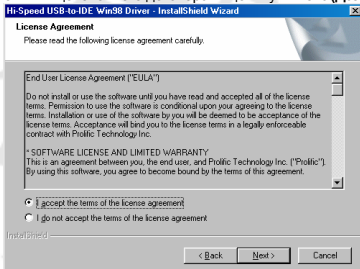 Hi-Speed USB-to-IDE Win98 Driver - InstallShield Wizard
License Agreement
Please read the following license agreement carefully.
End User License Agreement ("EULA")
Do not install or use the software until you have read and accepted all of the license
terms. Permission to use the software is conditional upon your agreeing to the license
terms. Installation or use of the software by you will be deemed to be acceptance of the
license terms. Acceptance will bind you to the license terms in a legally enforceable
contract with Prolific Technology Inc.
* SOFTWARE LICENSE AND LIMITED WARRANTY
This is an agreement between you, the end user, and Prolific Technology Inc. ("Prolific").
By using this software, you agree to become bound by the terms of this agreement.
I accept the terms of the license agreement
I do not accept the terms of the license agreement
InstallShield
< Back
Next >
Cancel